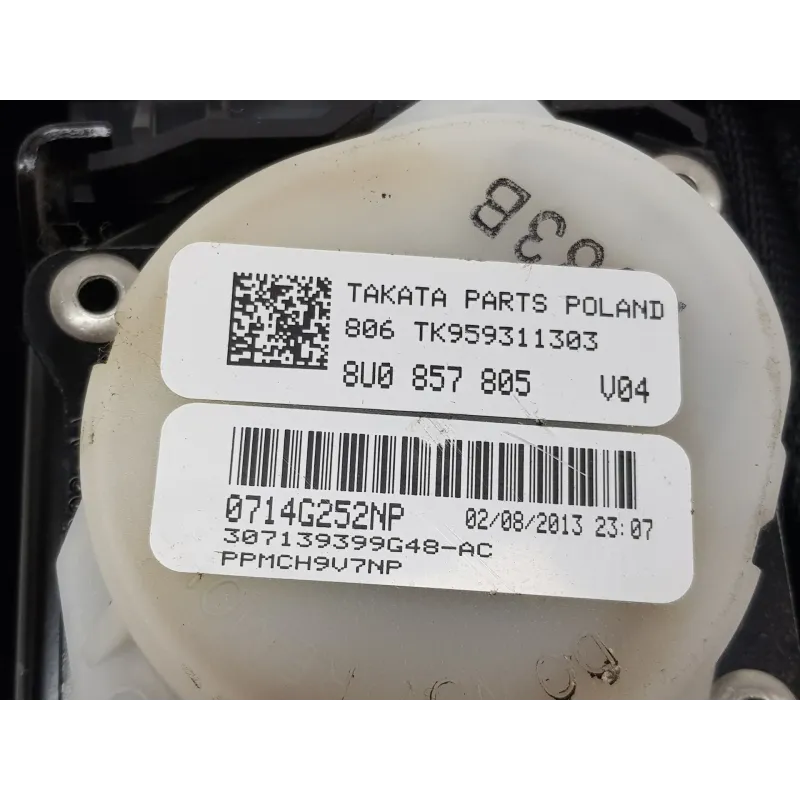 TAKATA PARTS POLAND
806 TK959311303
8U0 857 805 V04
0714G252NP 02/08/2013 23:07
307139399G48-AC
PPMCH9V7NP